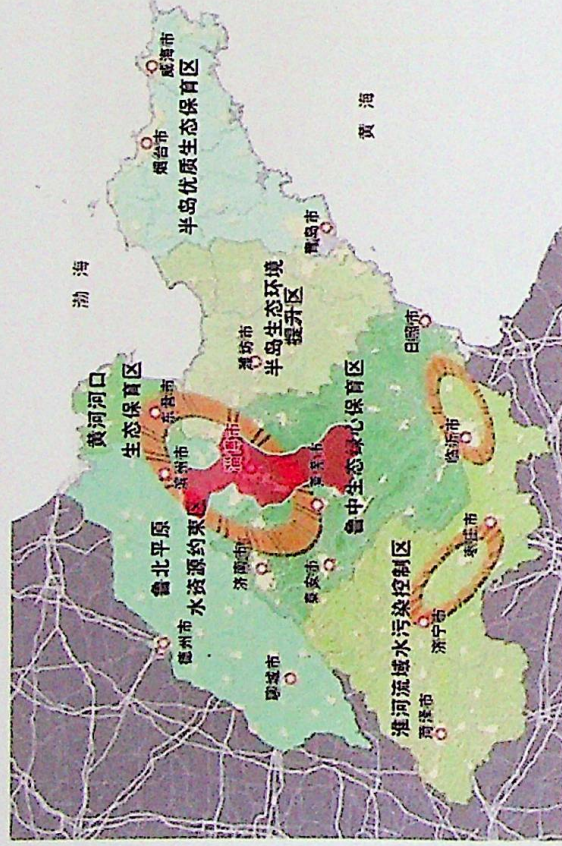 渤海
黄河河口
生态保育区
烟台市
威海市
东营市
鲁北平原
水资源约束区
滨州市
德州市
半岛优质生态保育区
淄博市
济南市
潍坊市
聊城市
半岛生态环境
提升区
泰安市
莱芜市
青岛市
鲁中生态绿心保育区
黄海
淮河流域水污染控制区
日照市
菏泽市
济宁市
临沂市
枣庄市